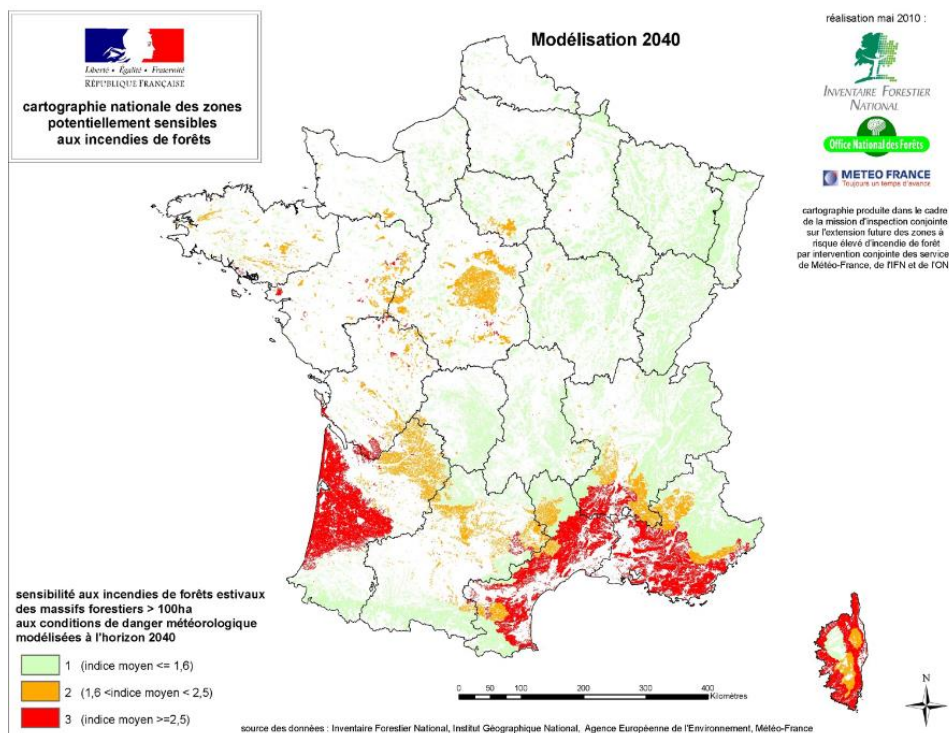 Liberté • Égalité • Fraternité
RÉPUBLIQUE FRANÇAISE
cartographie nationale des zones
potentiellement sensibles
aux incendies de forêts
Modélisation 2040
réalisation mai 2010 :
INVENTAIRE FORESTIER
NATIONAL
Office National des Forêts
METEO FRANCE
Toujours un temps d'avance
cartographie produite dans le cadre
de la mission d'inspection conjointe
sur l'extension future des zones à
risque élevé d'incendie de forêt
par intervention conjointe des service
de Météo-France, de l'IFN et de l'ON
sensibilité aux incendies de forêts estivaux
des massifs forestiers > 100ha
aux conditions de danger météorologique
modélisées à l'horizon 2040
1 (indice moyen <= 1,6)
2 (1,6 <indice moyen < 2,5)
3 (indice moyen >=2,5)
0 50 100 200 300 400
Kilomètres
N
source des données : Inventaire Forestier National, Institut Géographique National, Agence Européenne de l'Environnement, Météo-France